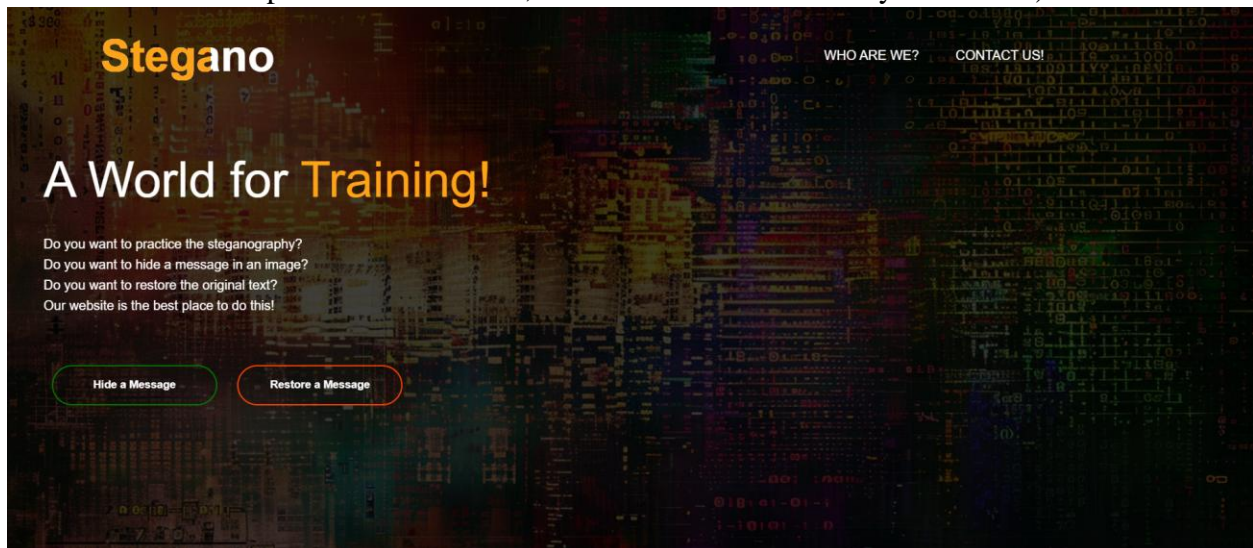 Stegano
WHO ARE WE? CONTACT US!
A World for Training!
Do you want to practice the steganography?
Do you want to hide a message in an image?
Do you want to restore the original text?
Our website is the best place to do this!
Hide a Message Restore a Message